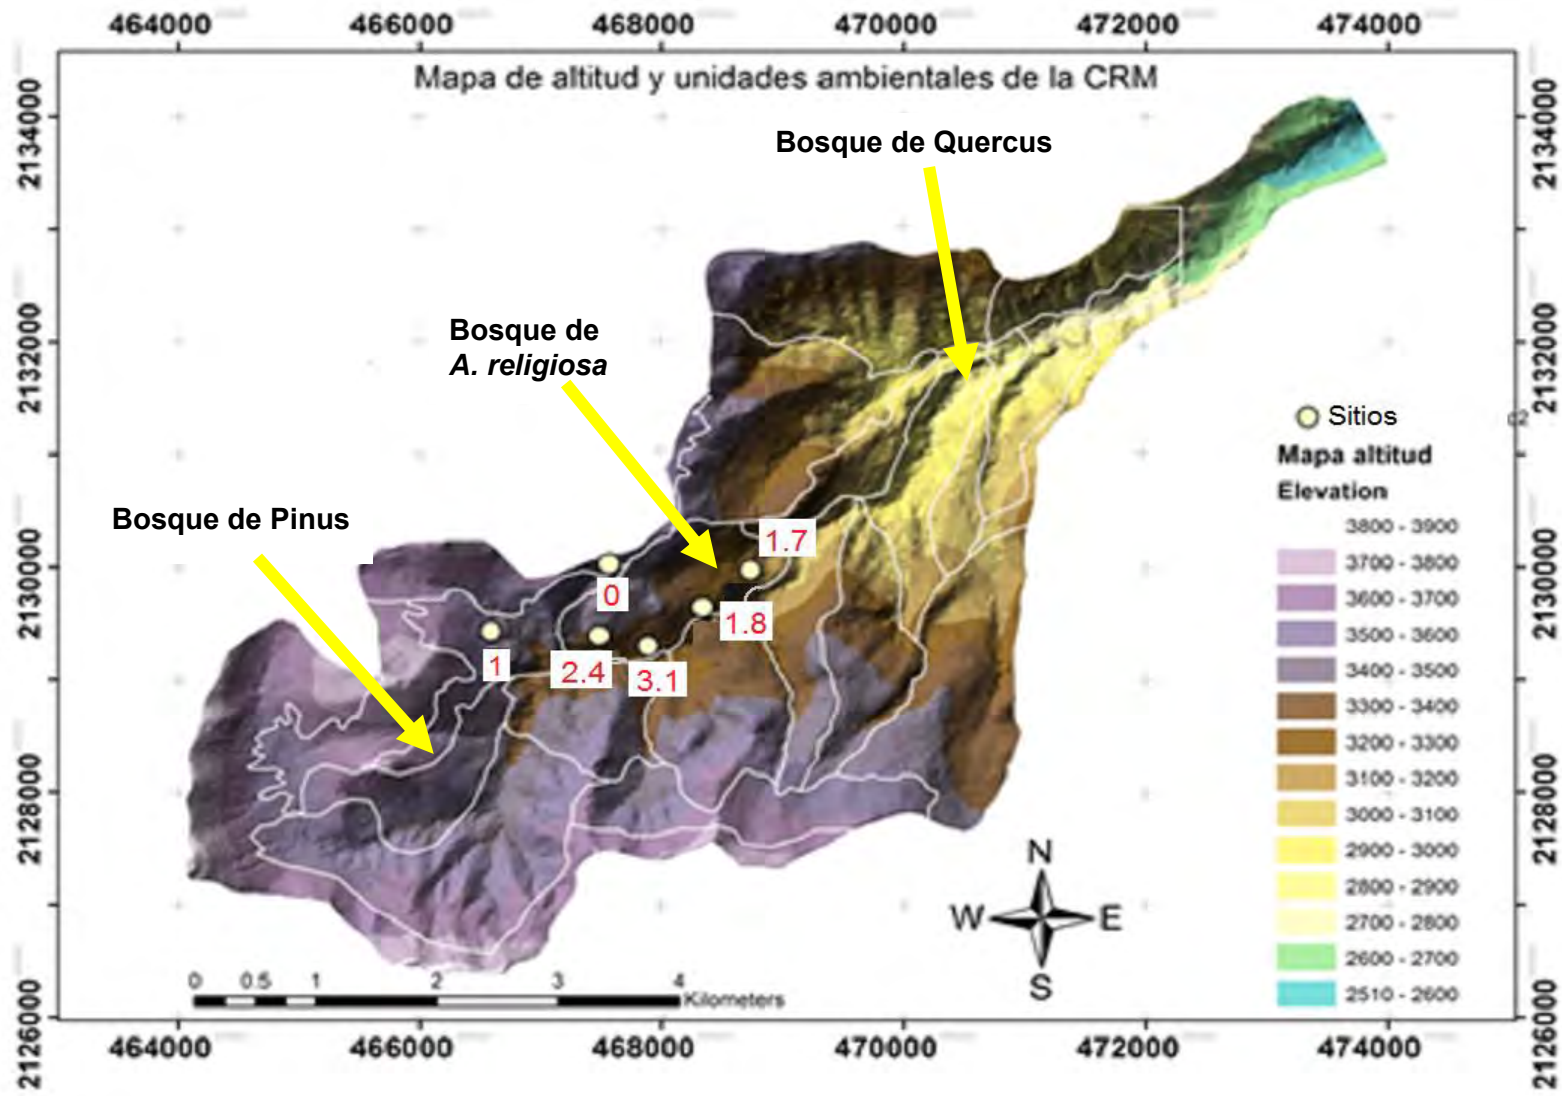 464000 466000 468000 470000 472000 474000
Mapa de altitud y unidades ambientales de la CRM
2134000
2134000
Bosque de Quercus
Bosque de
A. religiosa
2132000
2132000
Sitios
Mapa altitud
Elevation
Bosque de Pinus
3800 - 3900
3700 - 3800
3600 - 3700
3500 - 3600
3400 - 3500
3300 - 3400
3200 - 3300
3100 - 3200
3000 - 3100
2900 - 3000
2800 - 2900
2700 - 2800
2600 - 2700
2510 - 2600
1.7
2130000
2130000
0
1.8
1
2.4
3.1
2128000
2128000
N
W E
S
0 0.5 1 2 3 4
Kilometers
2126000
2126000
464000 466000 468000 470000 472000 474000